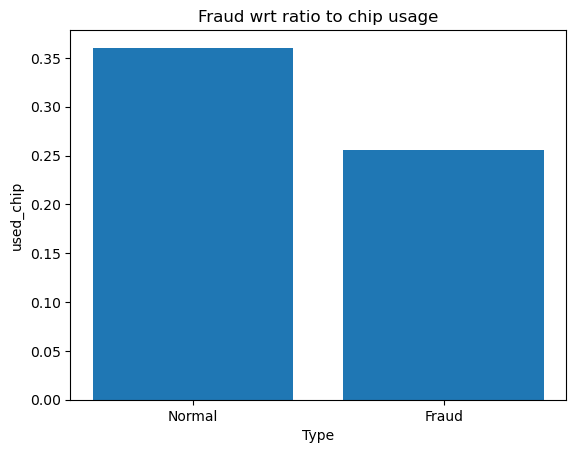 Fraud wrt ratio to chip usage
0.35
0.30
0.25
0.20
0.15
0.10
0.05
0.00
used_chip
Normal
Fraud
Type